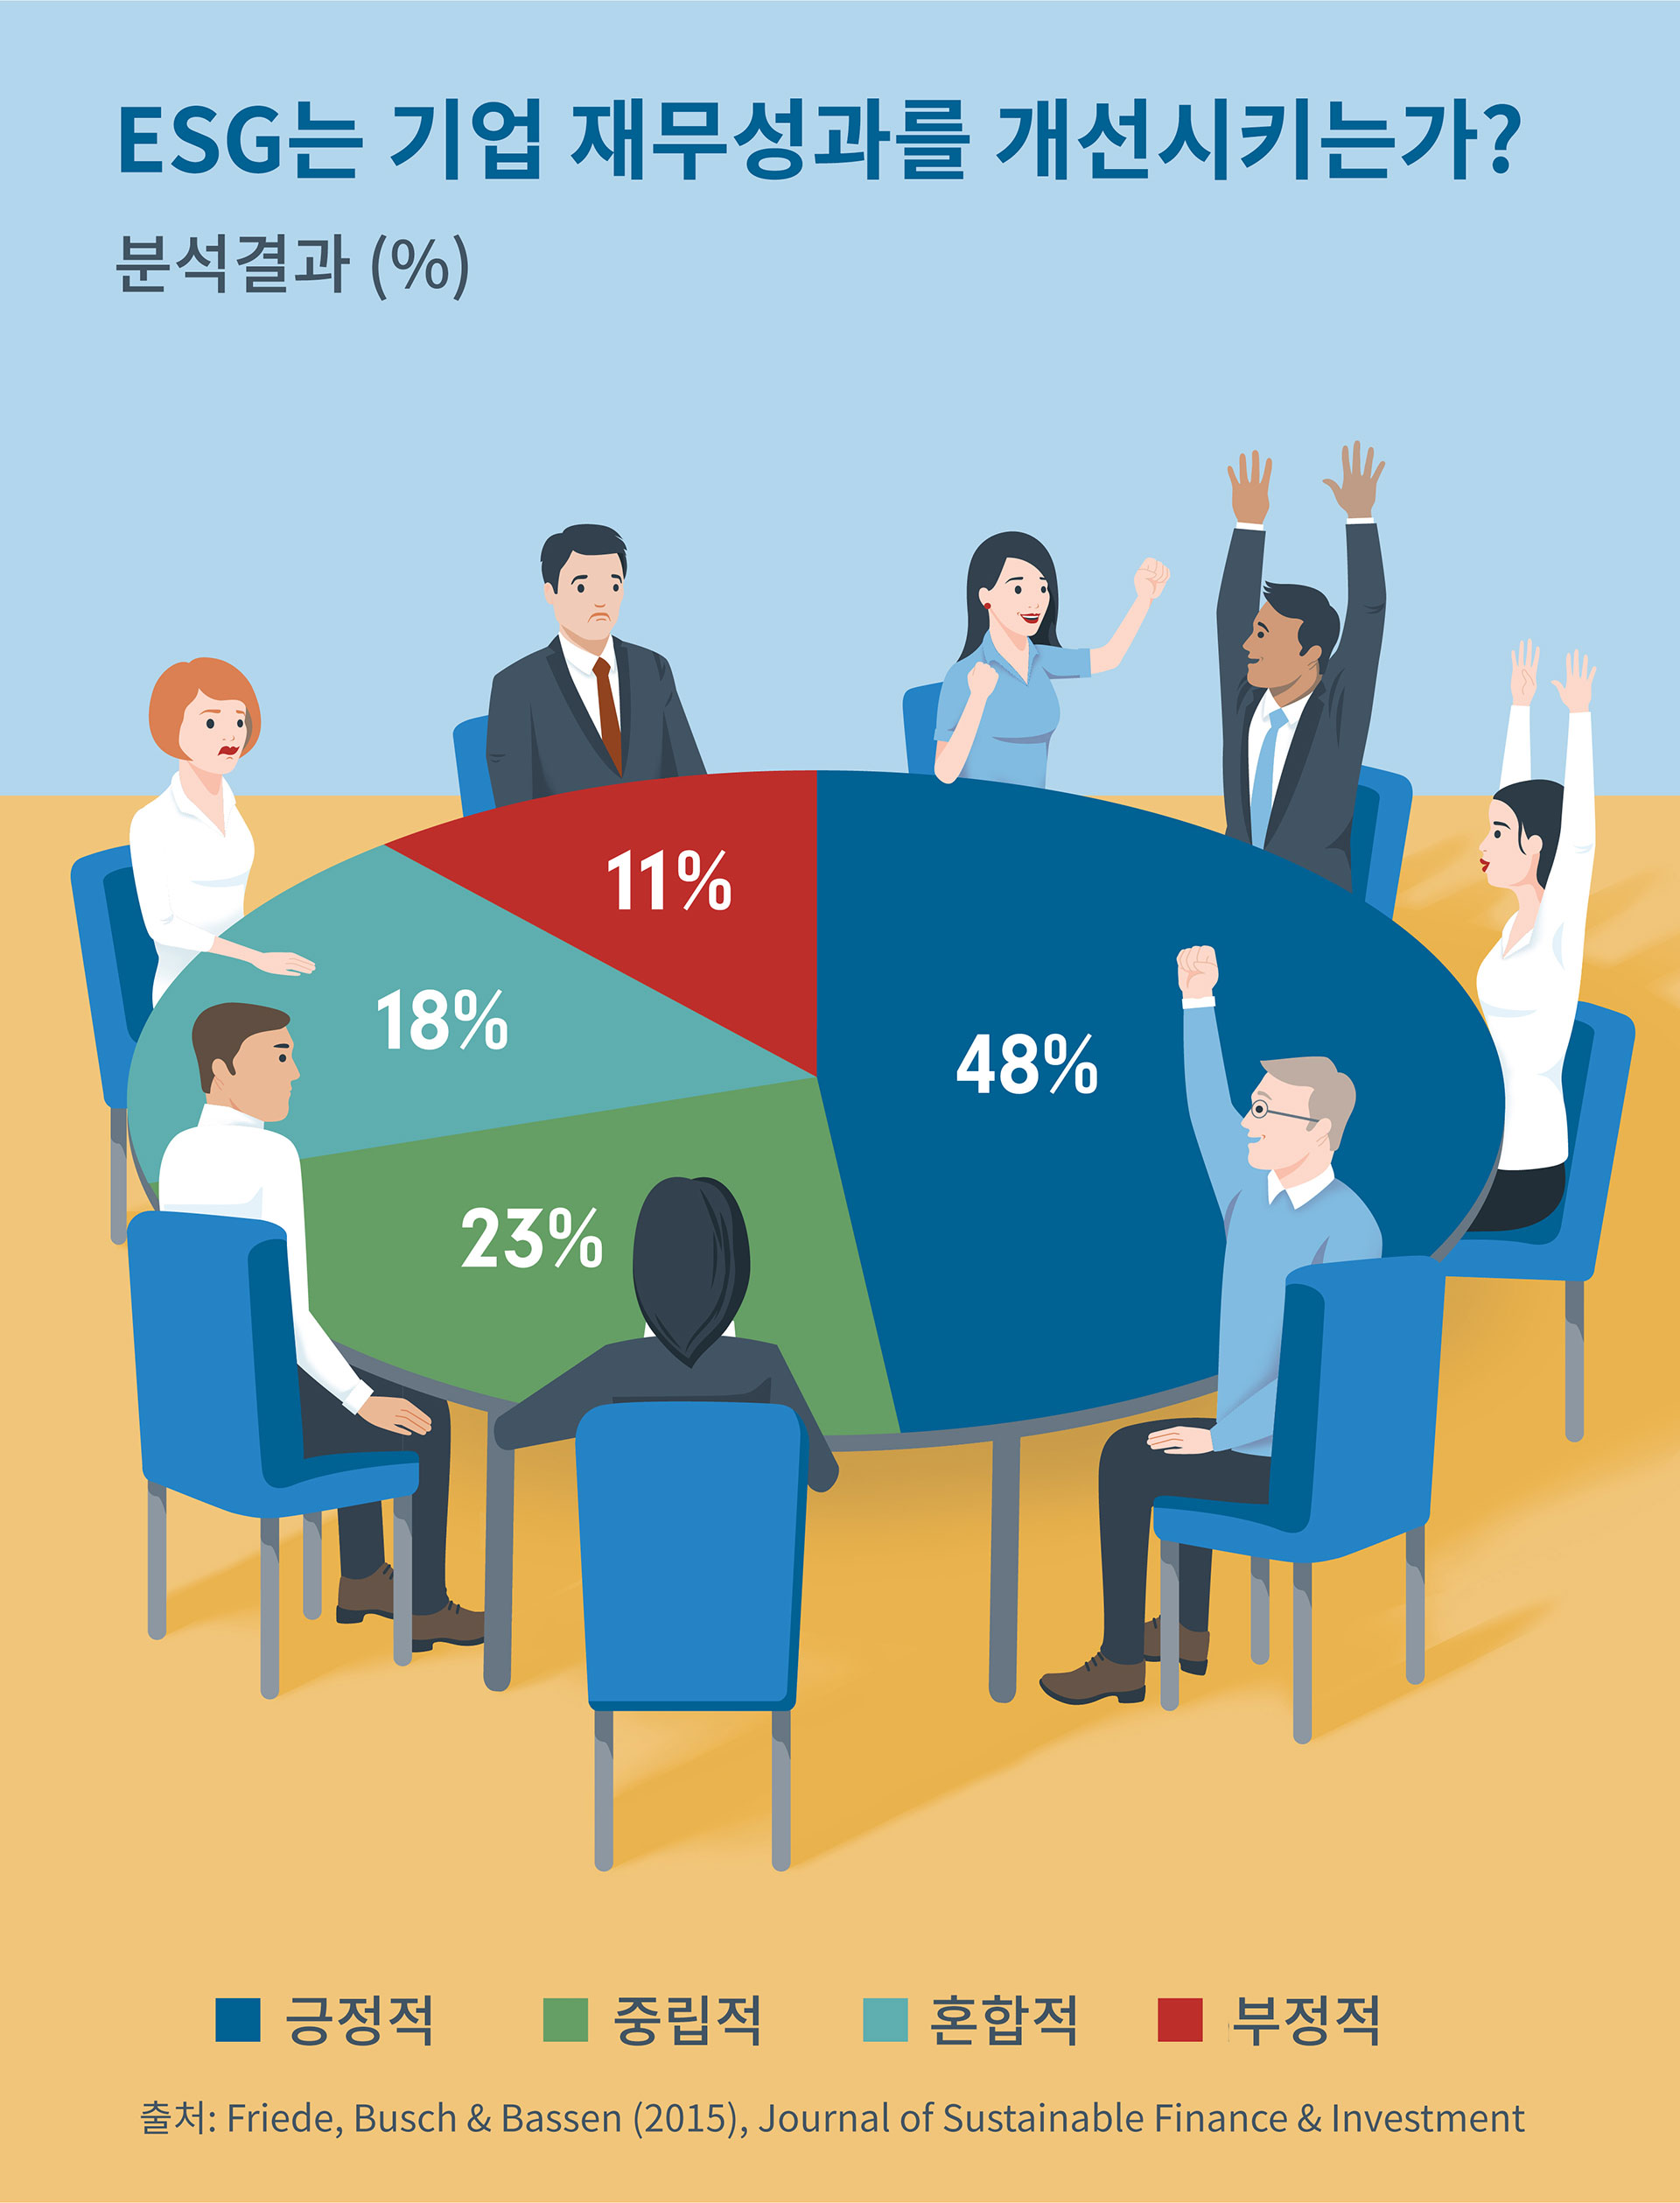 ESG는 기업 재무성과를 개선시키는가?
분석결과 (%)
11%
18%
48%
23%
긍정적 중립적 혼합적 부정적
출처: Friede, Busch & Bassen (2015), Journal of Sustainable Finance & Investment